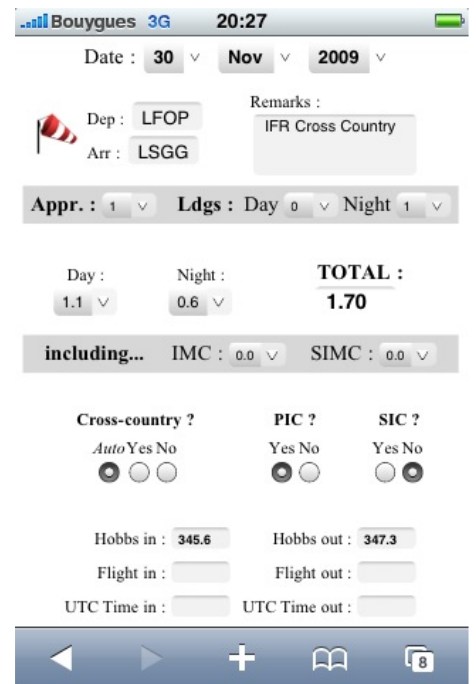 Bouygues 3G 20:27
Date : 30 Nov 2009
Dep : LFOP
Arr : LSGG
Remarks :
IFR Cross Country
Appr. : 1 Ldgs : Day 0 Night 1
Day : Night : TOTAL :
1.1 0.6 1.70
including... IMC : 0.0 SIMC : 0.0
Cross-country ? PIC ? SIC ?
Auto Yes No Yes No Yes No
Hobbs in : 345.6 Hobbs out : 347.3
Flight in : Flight out :
UTC Time in : UTC Time out :
8